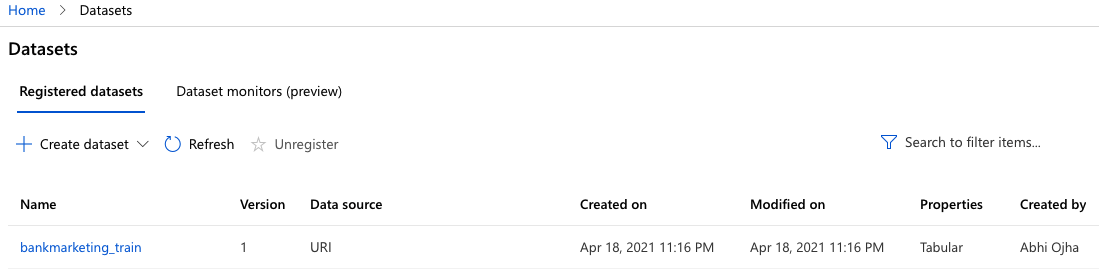 Home > Datasets
Datasets
Registered datasets Dataset monitors (preview)
Create dataset Refresh Unregister Search to filter items...
Name Version Data source Created on Modified on Properties Created by
bankmarketing_train 1 URI Apr 18, 2021 11:16 PM Apr 18, 2021 11:16 PM Tabular Abhi Ojha